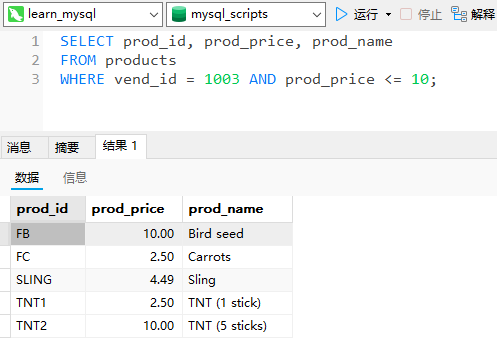 learn_mysql mysql_scripts 运行 停止 解释
1 SELECT prod_id, prod_price, prod_name
2 FROM products
3 WHERE vend_id = 1003 AND prod_price <= 10;
消息 摘要 结果 1
数据 信息
prod_id prod_price prod_name
FB 10.00 Bird seed
FC 2.50 Carrots
SLING 4.49 Sling
TNT1 2.50 TNT (1 stick)
TNT2 10.00 TNT (5 sticks)